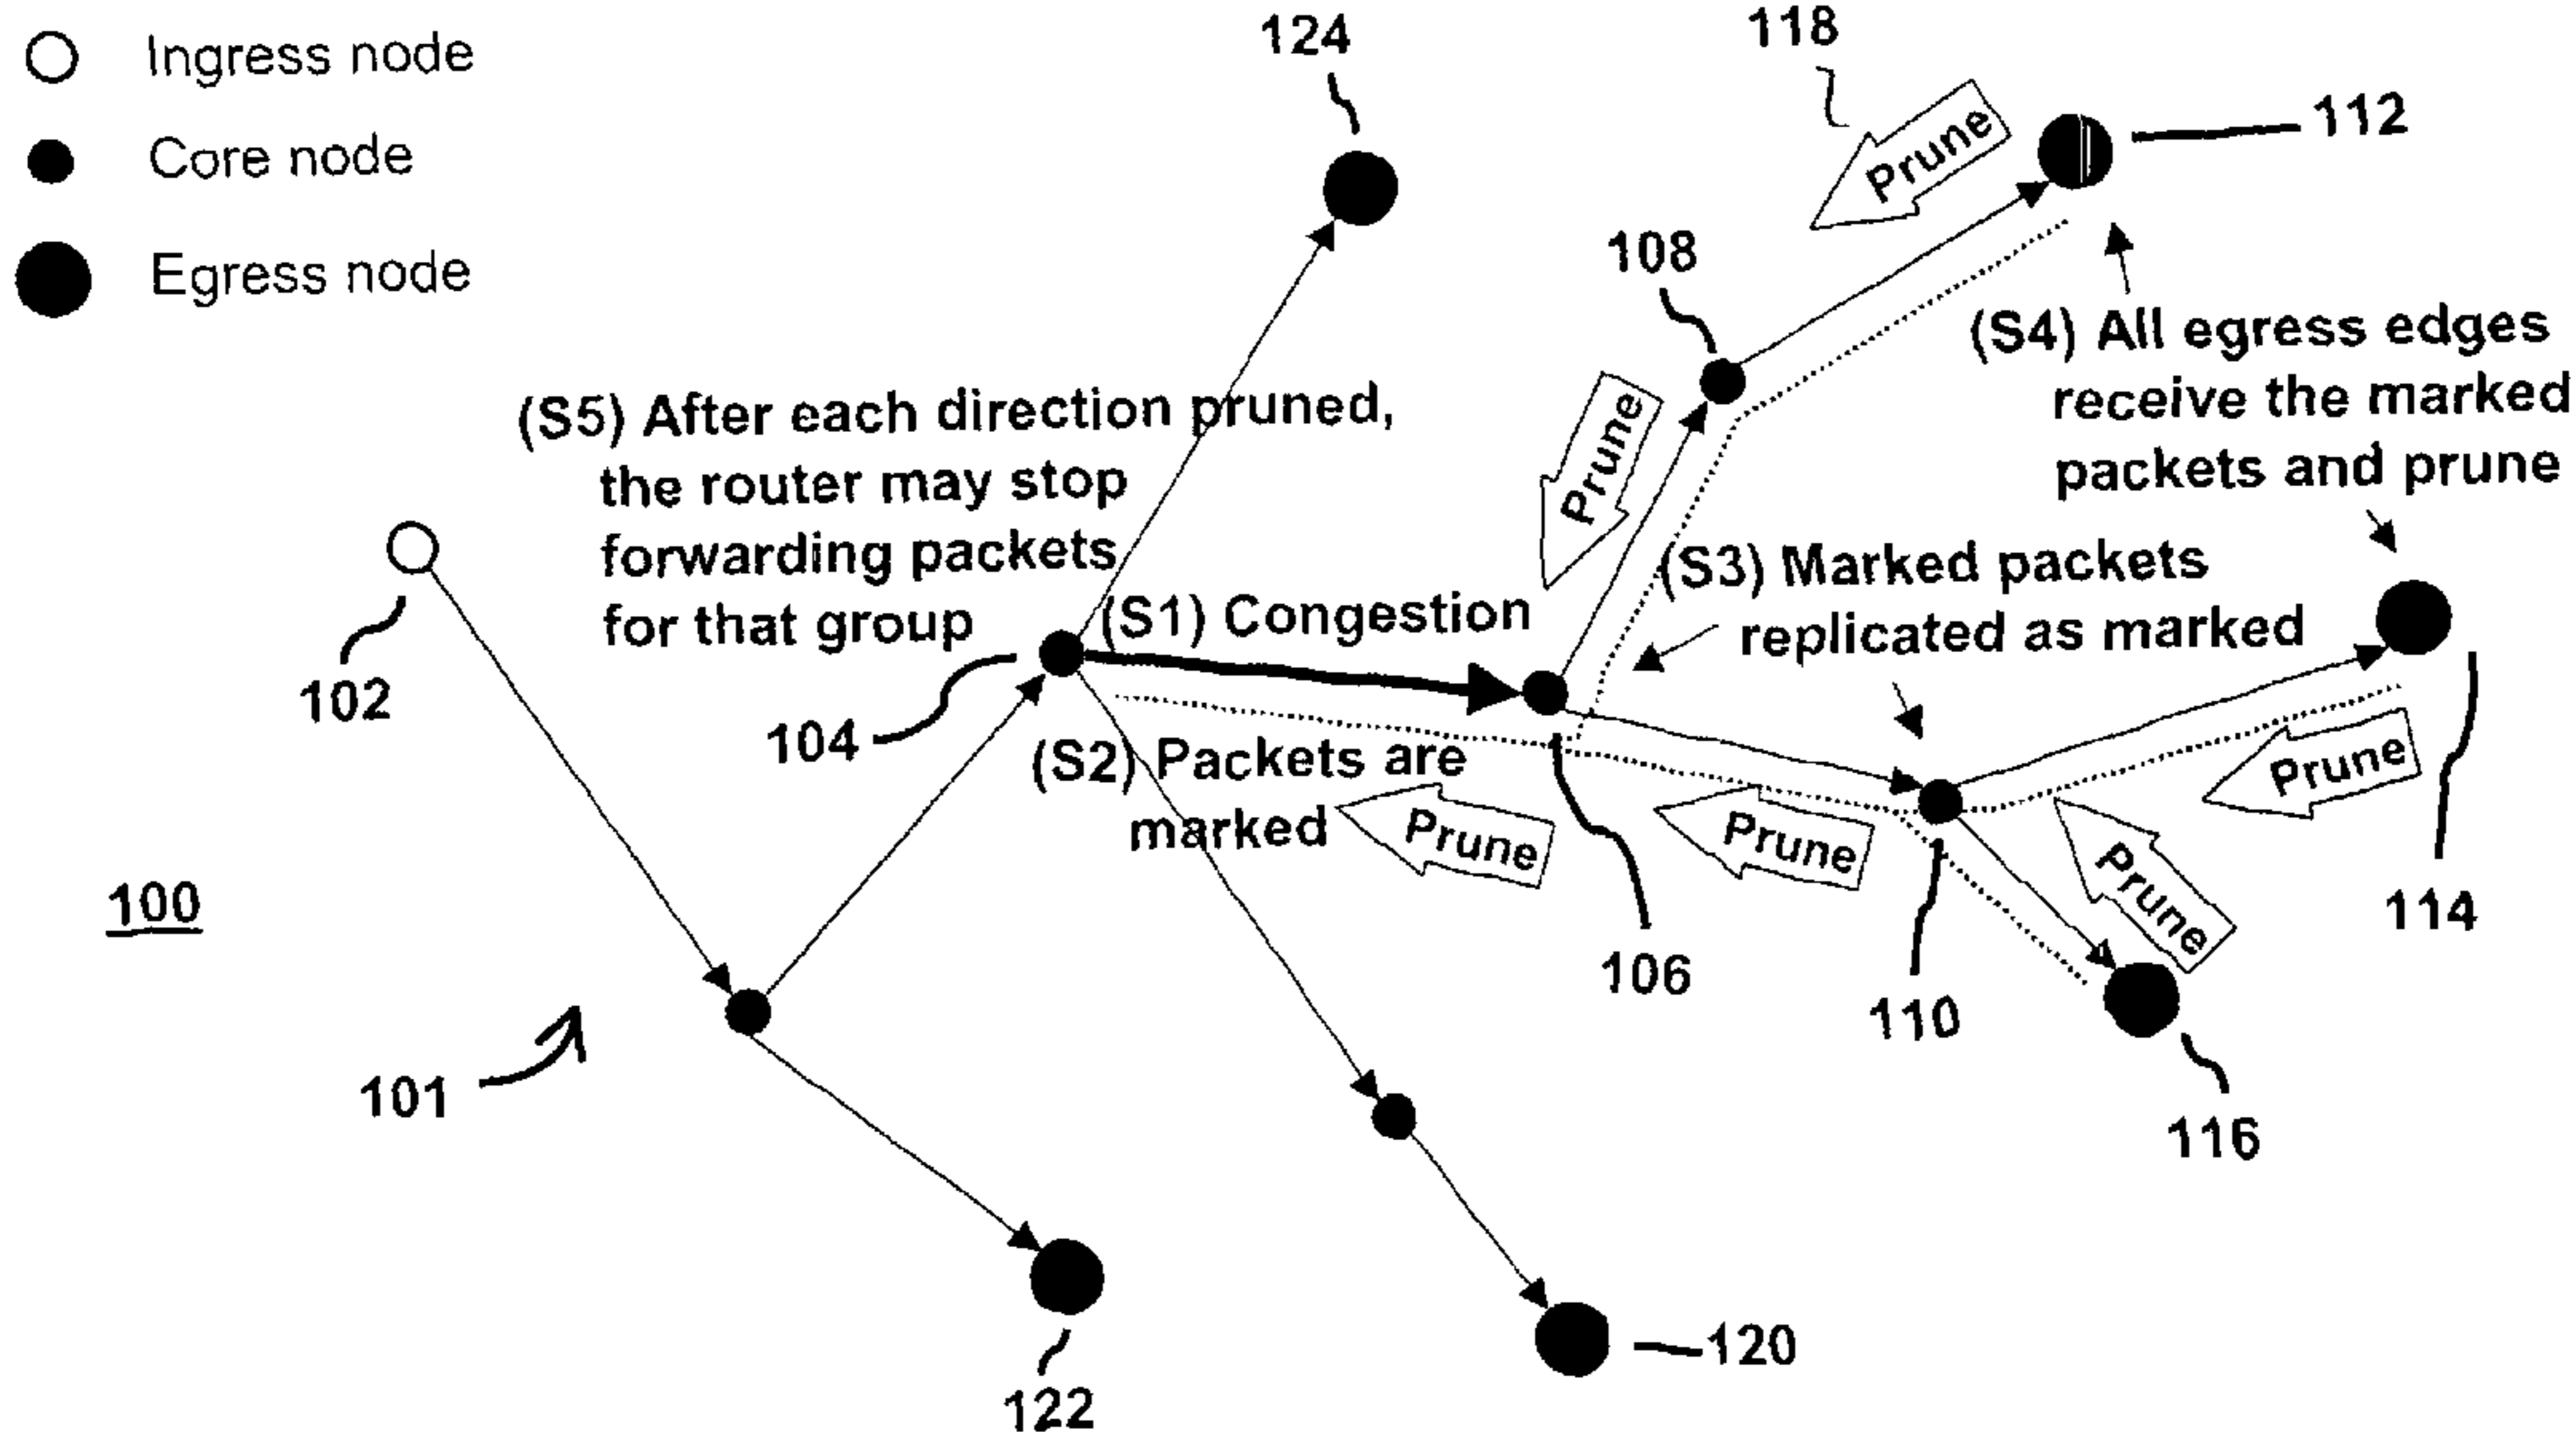 Ingress node
Core node
Egress node
124
118
Prune
112
108
(S4) All egress edges
receive the marked
packets and prune
(S5) After each direction pruned,
the router may stop
forwarding packets
for that group
Prune
102
(S1) Congestion
(S3) Marked packets
replicated as marked
104
(S2) Packets are
marked
Prune
Prune
Prune
Prune
114
100
106
110
101
116
120
122